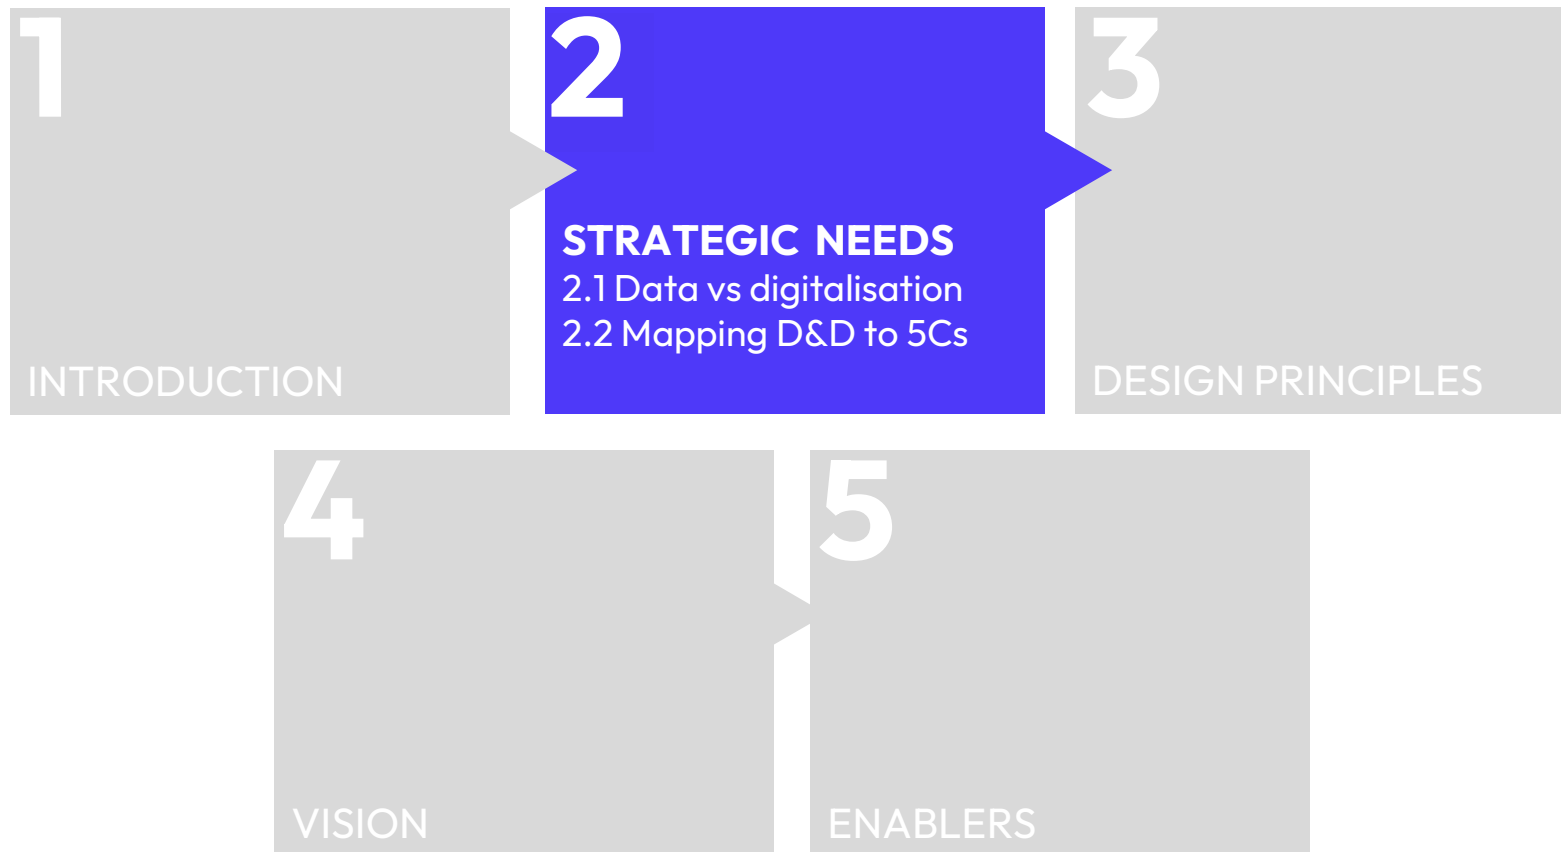 1
2
3
STRATEGIC NEEDS
2.1 Data vs digitalisation
2.2 Mapping D&D to 5Cs
INTRODUCTION
DESIGN PRINCIPLES
4
5
VISION
ENABLERS